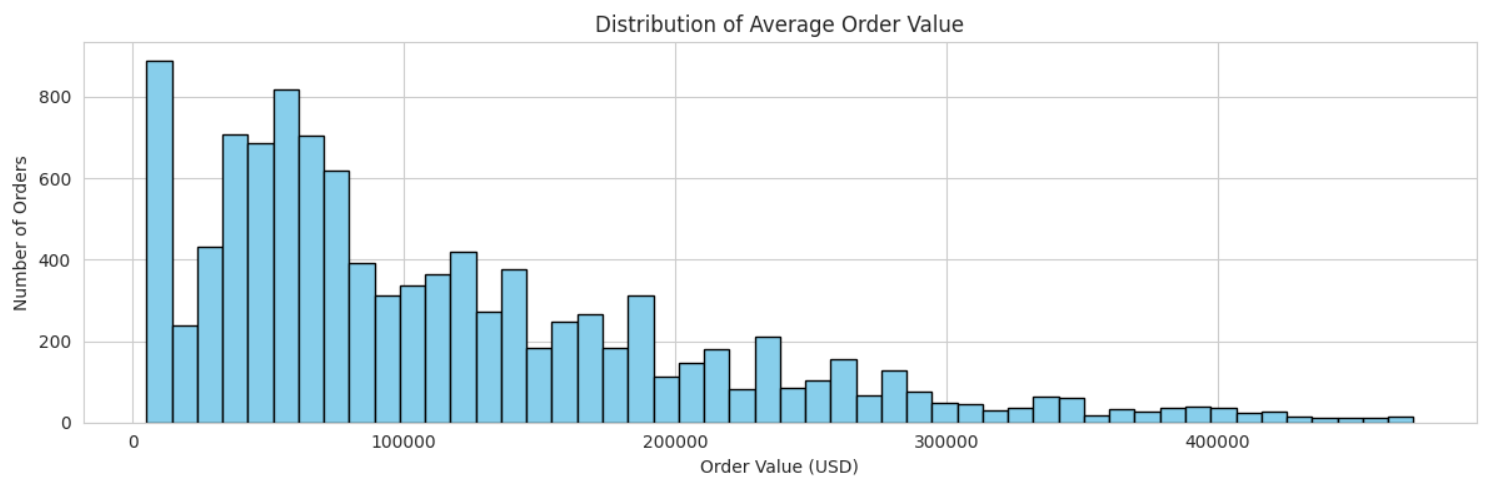 Distribution of Average Order Value
Number of Orders
800
600
400
200
0
0 100000 200000 300000 400000
Order Value (USD)